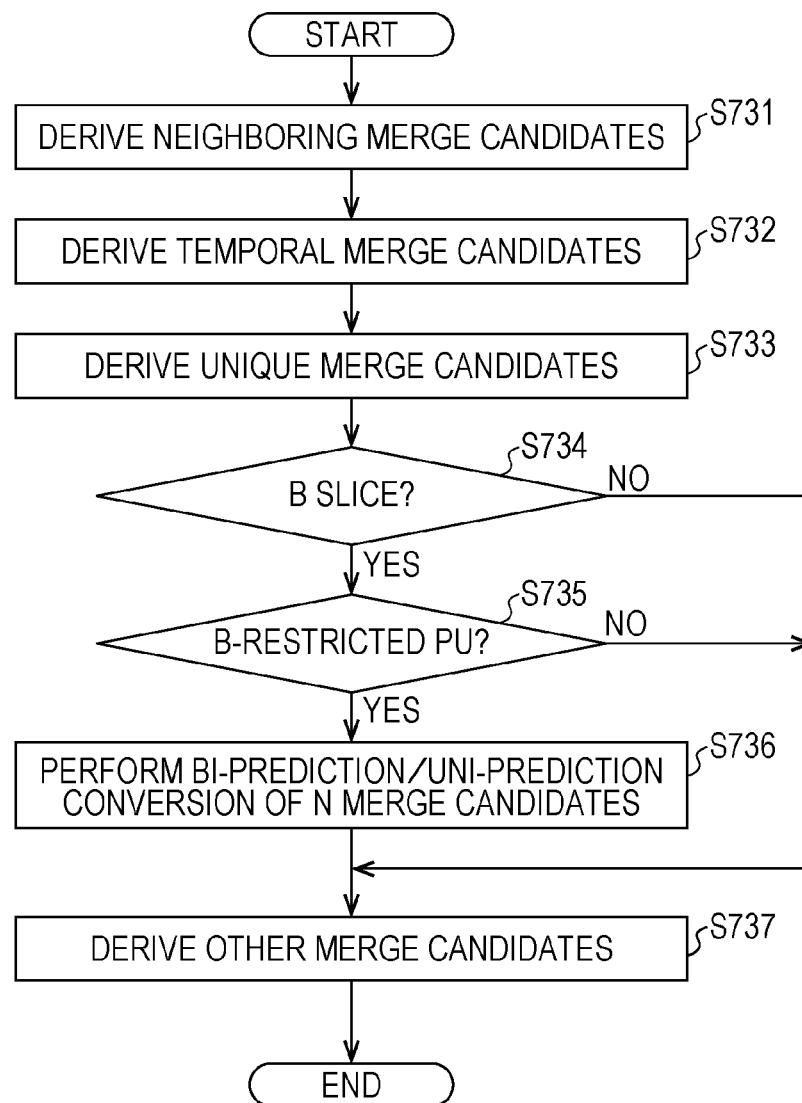 START
DERIVE NEIGHBORING MERGE CANDIDATES
S731
DERIVE TEMPORAL MERGE CANDIDATES
S732
DERIVE UNIQUE MERGE CANDIDATES
S733
B SLICE?
S734
NO
YES
B-RESTRICTED PU?
S735
NO
YES
PERFORM BI-PREDICTION/UNI-PREDICTION
CONVERSION OF N MERGE CANDIDATES
S736
DERIVE OTHER MERGE CANDIDATES
S737
END